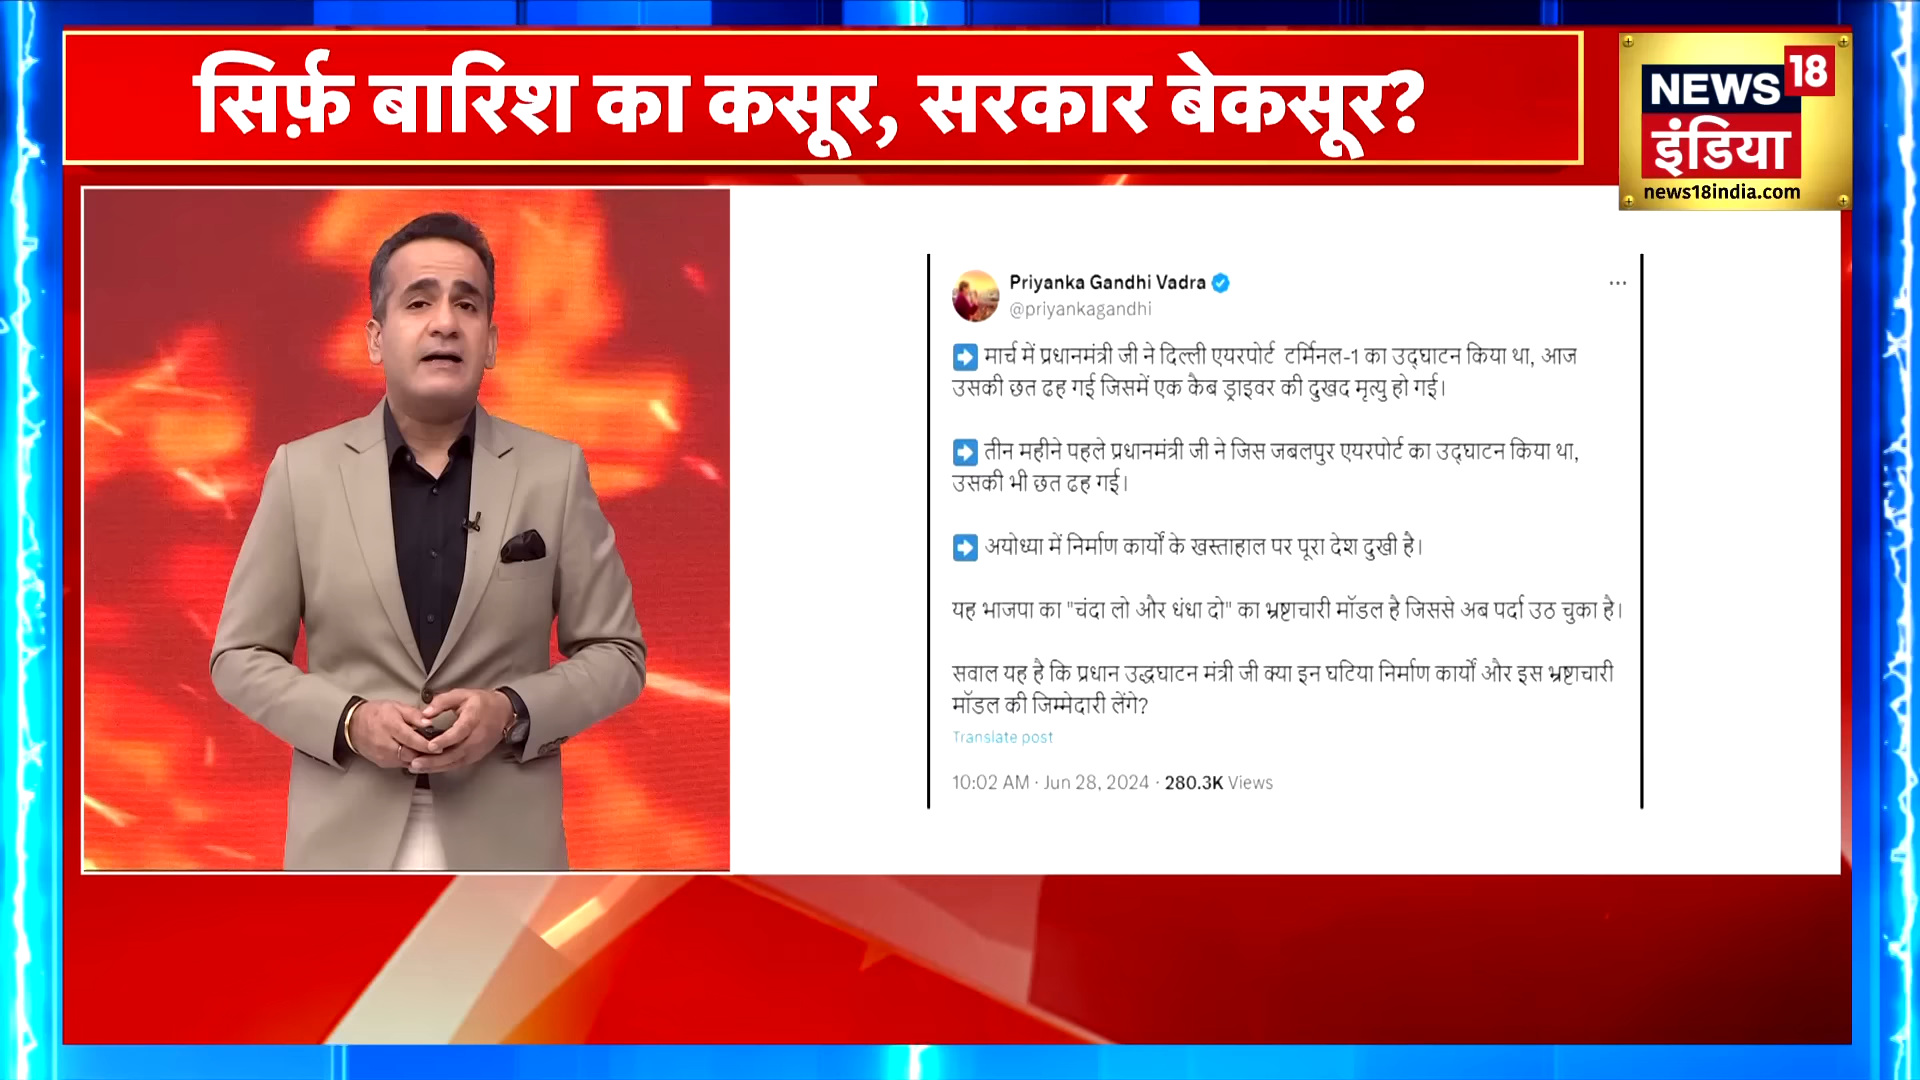 सिर्फ़ बारिश का कसूर, सरकार बेकसूर?
NEWS 18
इंडिया
news18india.com
Priyanka Gandhi Vadra
@priyankagandhi
मार्च में प्रधानमंत्री जी ने दिल्ली एयरपोर्ट टर्मिनल-1 का उद्घाटन किया था, आज
उसकी छत ढह गई जिसमें एक कैब ड्राइवर की दुखद मृत्यु हो गई।
तीन महीने पहले प्रधानमंत्री जी ने जिस जबलपुर एयरपोर्ट का उद्घाटन किया था,
उसकी भी छत ढह गई।
अयोध्या में निर्माण कार्यों के खस्ताहाल पर पूरा देश दुखी है।
यह भाजपा का "चंदा लो और धंधा दो" का भ्रष्टाचारी मॉडल है जिससे अब पर्दा उठ चुका है।
सवाल यह है कि प्रधान उद्धघाटन मंत्री जी क्या इन घटिया निर्माण कार्यों और इस भ्रष्टाचारी
मॉडल की जिम्मेदारी लेंगे?
Translate post
10:02 AM · Jun 28, 2024 · 280.3K Views